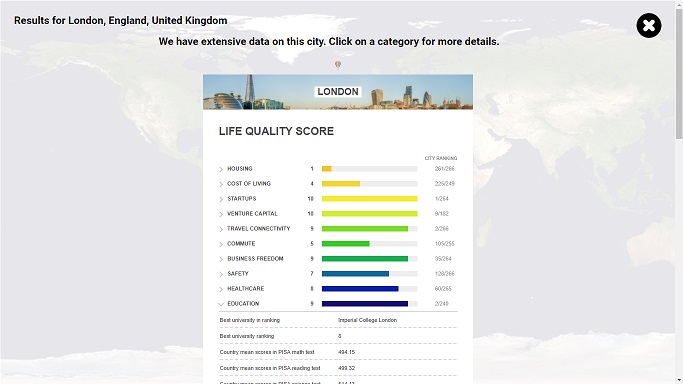 Results for London, England, United Kingdom
We have extensive data on this city. Click on a category for more details.
LONDON
LIFE QUALITY SCORE
CITY RANKING
HOUSING 1 261/266
COST OF LIVING 4 225/249
STARTUPS 10 1/264
VENTURE CAPITAL 10 9/182
TRAVEL CONNECTIVITY 9 2/266
COMMUTE 5 105/255
BUSINESS FREEDOM 9 35/264
SAFETY 7 128/266
HEALTHCARE 8 60/265
EDUCATION 9 2/240
Best university in ranking Imperial College London
Best university ranking 8
Country mean scores in PISA math test 494.15
Country mean scores in PISA reading test 499.32